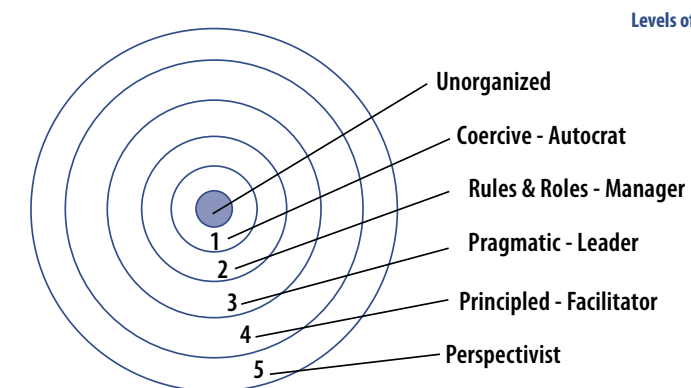 Levels of
Unorganized
Coercive - Autocrat
Rules & Roles - Manager
Pragmatic - Leader
Principled - Facilitator
Perspectivist
1
2
3
4
5